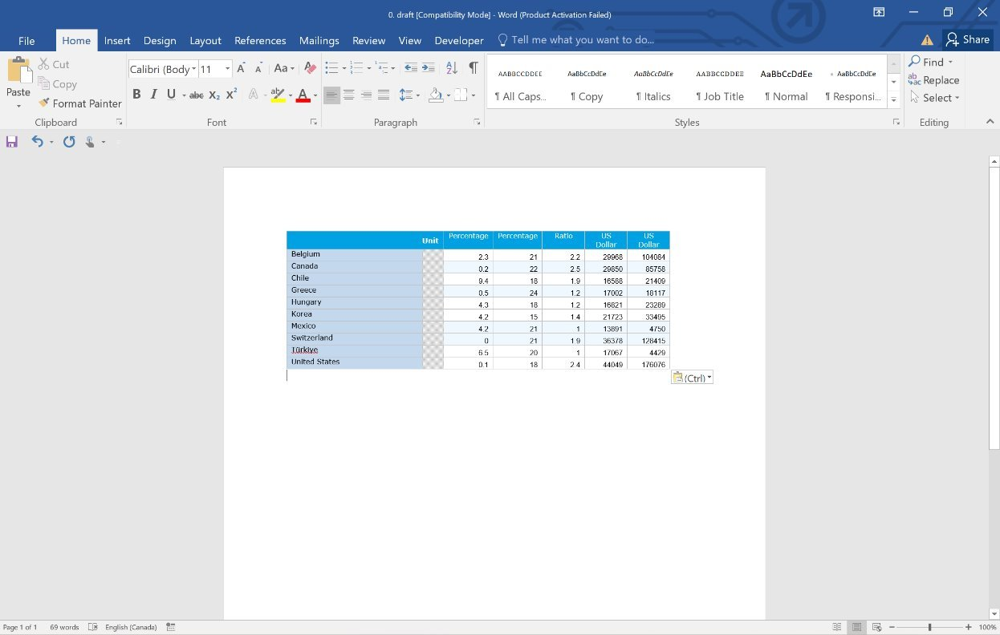 0. draft [Compatibility Mode] - Word (Product Activation Failed)
File Home Insert Design Layout References Mailings Review View Developer Tell me what you want to do... Share
Paste
Cut
Copy
Format Painter
Clipboard
Calibri (Body 11 A A Aa
B I U abc X₂ X² A ab A
Font
A Z ¶
Paragraph
AABBCCDDEE AaBbCcDdEe AaBbCcDdEe AABBCCDDEE AaBbCcDdEe AaBbCcDdEe
¶ All Caps... ¶ Copy ¶ Italics ¶ Job Title ¶ Normal ¶ Responsi...
Styles
Find
Replace
Select
Editing
Unit Percentage Percentage Ratio US Dollar US Dollar
Belgium 2.3 21 2.2 29968 104084
Canada 0.2 22 2.5 29850 85758
Chile 9.4 18 1.9 16588 21409
Greece 0.5 24 1.2 17002 18117
Hungary 4.3 18 1.2 16821 23289
Korea 4.2 15 1.4 21723 33495
Mexico 4.2 21 1 13891 4750
Switzerland 0 21 1.9 36378 128415
Türkiye 6.5 20 1 17067 4429
United States 0.1 18 2.4 44049 176076
(Ctrl)
Page 1 of 1 69 words English (Canada) 100%